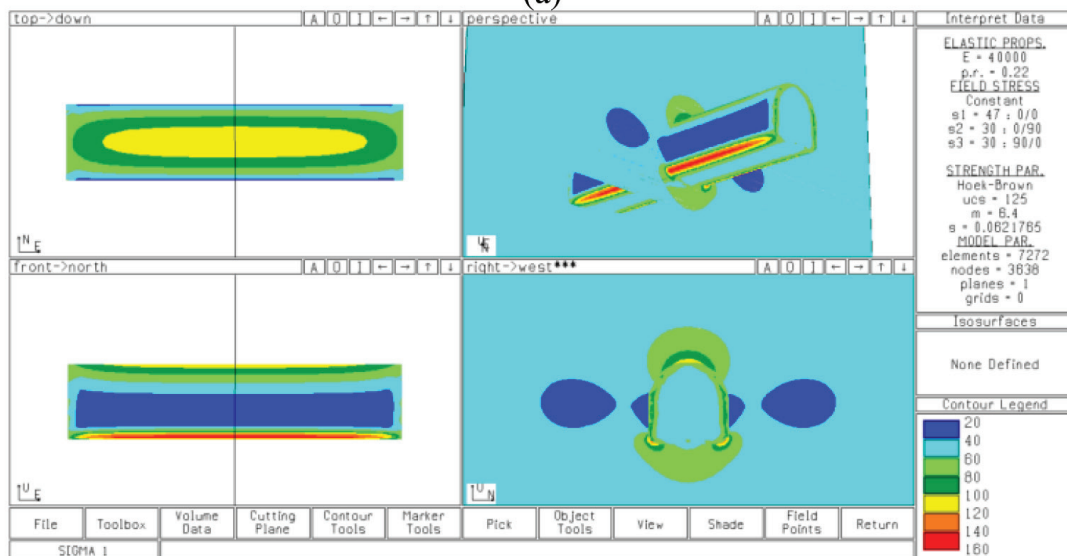 (a)
top->down A O I ← → ↑ ↓
perspective A O I ← → ↑ ↓
Interpret Data
ELASTIC PROPS.
E = 40000
p.r. = 0.22
FIELD STRESS
Constant
s1 = 47 : 0/0
s2 = 30 : 0/90
s3 = 30 : 90/0
STRENGTH PAR.
Hoek-Brown
ucs = 125
m = 6.4
s = 0.0621765
MODEL PAR.
elements = 7272
nodes = 3638
planes = 1
grids = 0
N E
front->north A O I ← → ↑ ↓
right->west*** A O I ← → ↑ ↓
Isosurfaces
None Defined
Contour Legend
20
40
60
80
100
120
140
160
U E
U N
File Toolbox Volume Data Cutting Plane Contour Tools Marker Tools Pick Object Tools View Shade Field Points Return
SIGMA 1